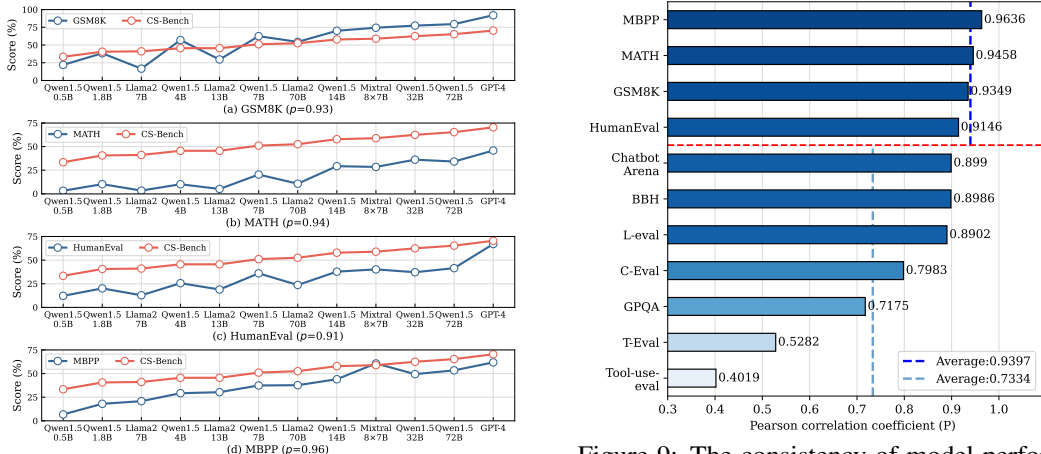 100
75
50
25
0
Score (%)
GSM8K CS-Bench
Qwen1.5 Qwen1.5 Llama2 Qwen1.5 Llama2 Qwen1.5 Llama2 Qwen1.5 Mixtral Qwen1.5 Qwen1.5 GPT-4
0.5B 1.8B 7B 4B 13B 7B 70B 14B 8×7B 32B 72B
(a) GSM8K (p=0.93)
75
50
25
0
Score (%)
MATH CS-Bench
Qwen1.5 Qwen1.5 Llama2 Qwen1.5 Llama2 Qwen1.5 Llama2 Qwen1.5 Mixtral Qwen1.5 Qwen1.5 GPT-4
0.5B 1.8B 7B 4B 13B 7B 70B 14B 8×7B 32B 72B
(b) MATH (p=0.94)
75
50
25
0
Score (%)
HumanEval CS-Bench
Qwen1.5 Qwen1.5 Llama2 Qwen1.5 Llama2 Qwen1.5 Llama2 Qwen1.5 Mixtral Qwen1.5 Qwen1.5 GPT-4
0.5B 1.8B 7B 4B 13B 7B 70B 14B 8×7B 32B 72B
(c) HumanEval (p=0.91)
75
50
25
0
Score (%)
MBPP CS-Bench
Qwen1.5 Qwen1.5 Llama2 Qwen1.5 Llama2 Qwen1.5 Llama2 Qwen1.5 Mixtral Qwen1.5 Qwen1.5 GPT-4
0.5B 1.8B 7B 4B 13B 7B 70B 14B 8×7B 32B 72B
(d) MBPP (p=0.96)
MBPP 0.9636
MATH 0.9458
GSM8K 0.9349
HumanEval 0.9146
Chatbot
Arena 0.899
BBH 0.8986
L-eval 0.8902
C-Eval 0.7983
GPQA 0.7175
T-Eval 0.5282
Tool-use-
eval 0.4019
Average:0.9397
Average:0.7334
0.3 0.4 0.5 0.6 0.7 0.8 0.9 1.0
Pearson correlation coefficient (P)
Figure 9: The consistency of model perfor